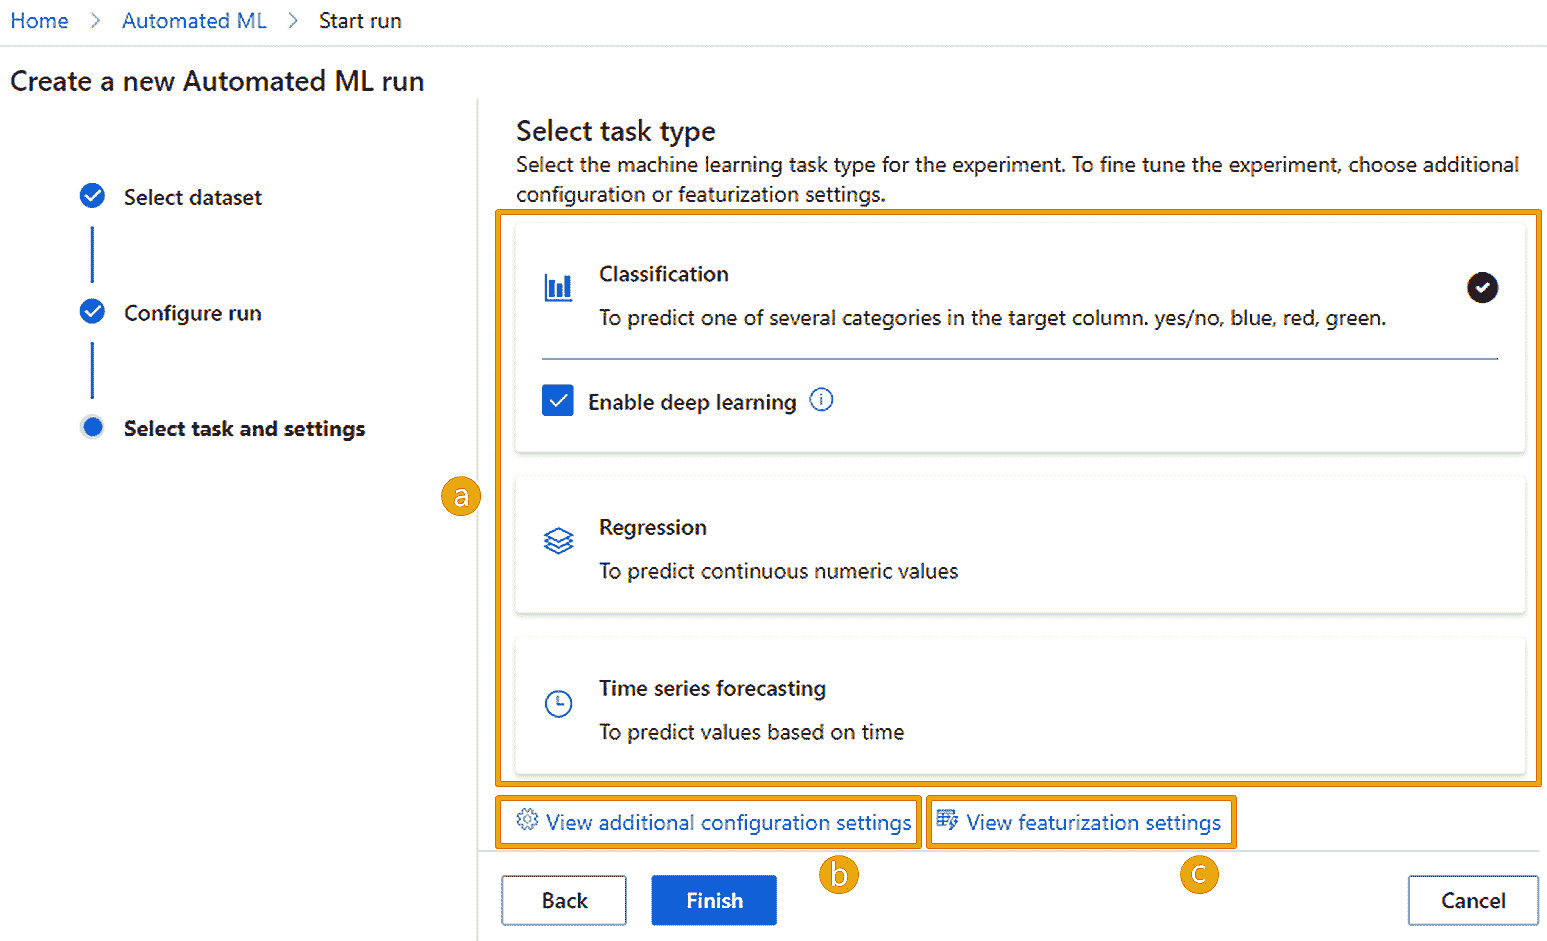 Home > Automated ML > Start run
Create a new Automated ML run
Select dataset
Configure run
Select task and settings
Select task type
Select the machine learning task type for the experiment. To fine tune the experiment, choose additional
configuration or featurization settings.
Classification
To predict one of several categories in the target column. yes/no, blue, red, green.
Enable deep learning
a
Regression
To predict continuous numeric values
Time series forecasting
To predict values based on time
View additional configuration settings
View featurization settings
b
c
Back
Finish
Cancel